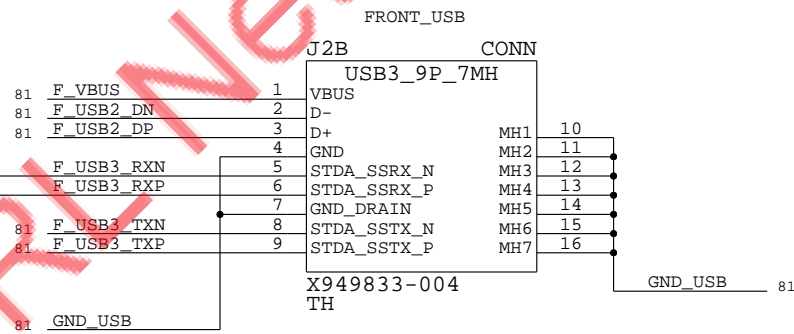 FRONT_USB
J2B CONN
USB3_9P_7MH
81 F_VBUS 1 VBUS
81 F_USB2_DN 2 D-
81 F_USB2_DP 3 D+ MH1 10
4 GND MH2 11
F_USB3_RXN 5 STDA_SSRX_N MH3 12
F_USB3_RXP 6 STDA_SSRX_P MH4 13
7 GND_DRAIN MH5 14
81 F_USB3_TXN 8 STDA_SSTX_N MH6 15
81 F_USB3_TXP 9 STDA_SSTX_P MH7 16
GND_USB 81
X949833-004
TH
81 GND_USB
RL Ne